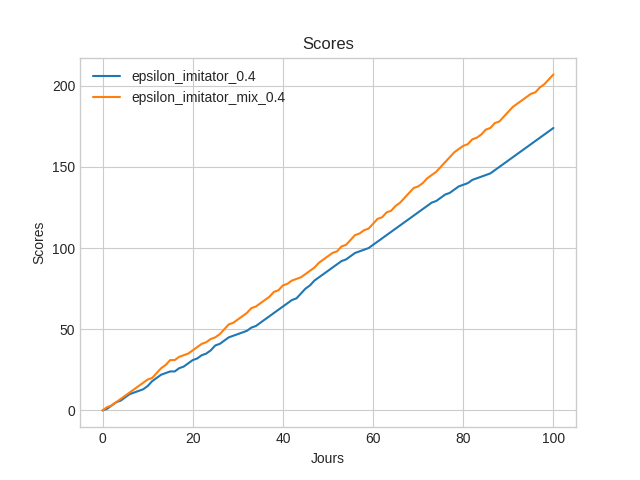 Scores
epsilon_imitator_0.4
epsilon_imitator_mix_0.4
Scores
200
150
100
50
0
0 20 40 60 80 100
Jours